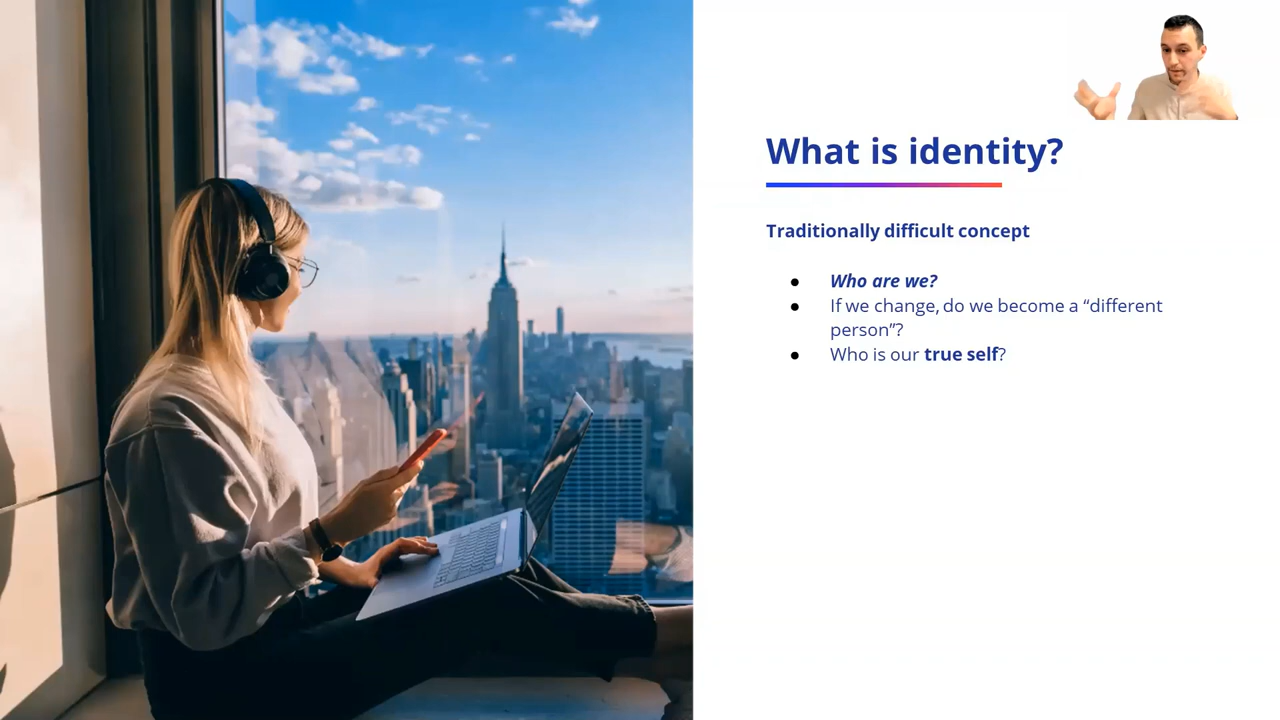 What is identity?
Traditionally difficult concept
● Who are we?
● If we change, do we become a “different
person”?
● Who is our true self?